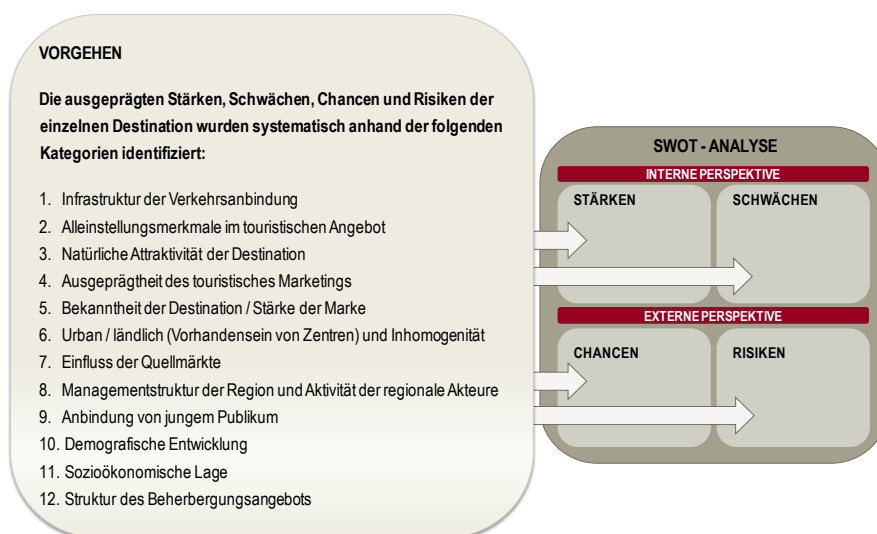 VORGEHEN
Die ausgeprägten Stärken, Schwächen, Chancen und Risiken der
einzelnen Destination wurden systematisch anhand der folgenden
Kategorien identifiziert:
1. Infrastruktur der Verkehrsanbindung
2. Alleinstellungsmerkmale im touristischen Angebot
3. Natürliche Attraktivität der Destination
4. Ausgeprägtheit des touristisches Marketings
5. Bekanntheit der Destination / Stärke der Marke
6. Urban / ländlich (Vorhandensein von Zentren) und Inhomogenität
7. Einfluss der Quellmärkte
8. Managementstruktur der Region und Aktivität der regionale Akteure
9. Anbindung von jungem Publikum
10. Demografische Entwicklung
11. Sozioökonomische Lage
12. Struktur des Beherbergungsangebots
SWOT - ANALYSE
INTERNE PERSPEKTIVE
STÄRKEN
SCHWÄCHEN
EXTERNE PERSPEKTIVE
CHANCEN
RISIKEN